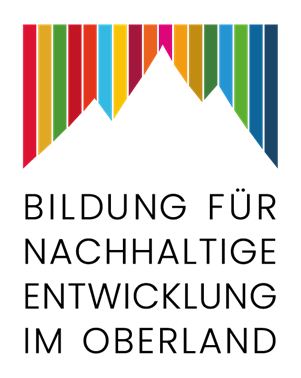 BILDUNG FÜR
NACHHALTIGE
ENTWICKLUNG
IM OBERLAND